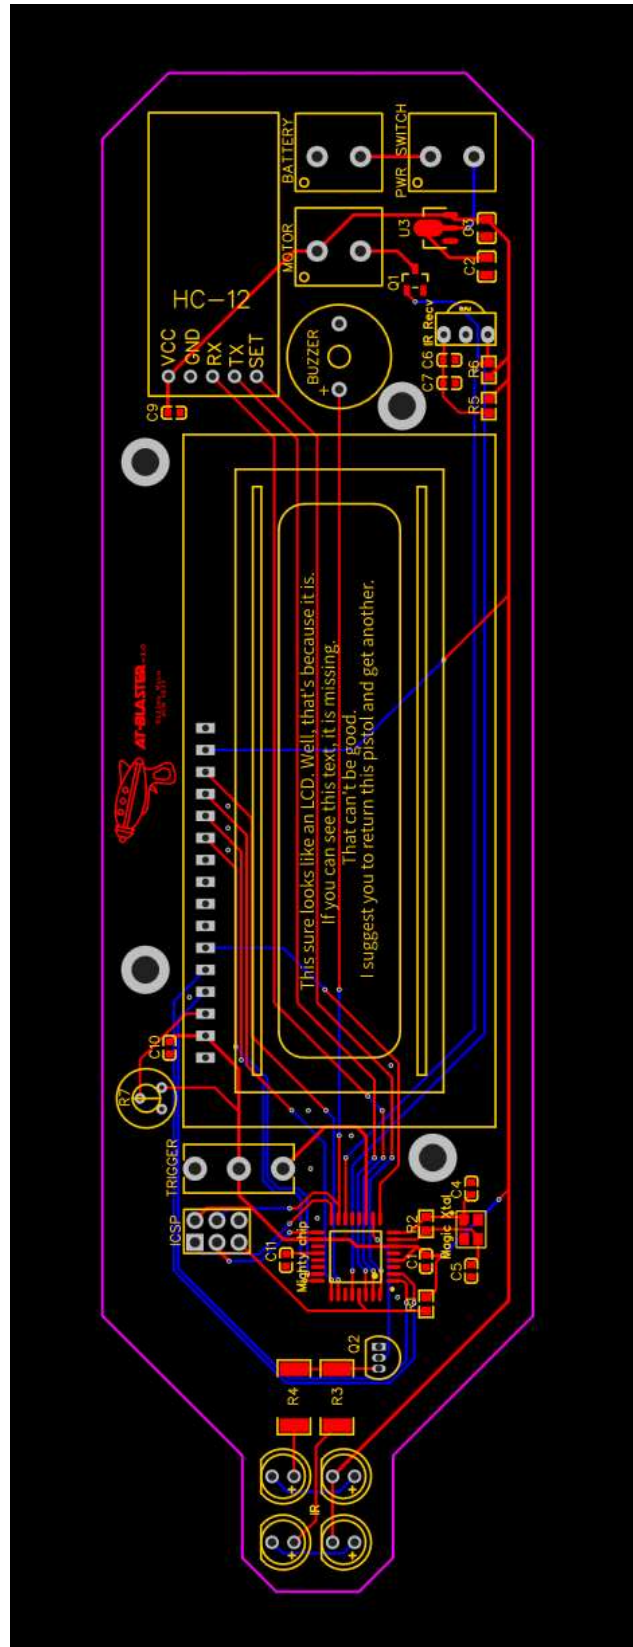 BATTERY
PWR SWITCH
MOTOR
U3
C3
C2
Q1
HC-12
VCC
GND
RX
TX
SET
BUZZER
+
IR Recv
C6
C7
R6
R5
C9
This sure looks like an LCD. Well, that's because it is.
If you can see this text, it is missing.
That can't be good.
I suggest you to return this pistol and get another.
AT-BLASTER
C10
R7
TRIGGER
ICSP
C11
Mighty chip
R2
Magic Xtal
C4
C1
C5
R1
Q2
R4
R3
+
+
IR
+
+